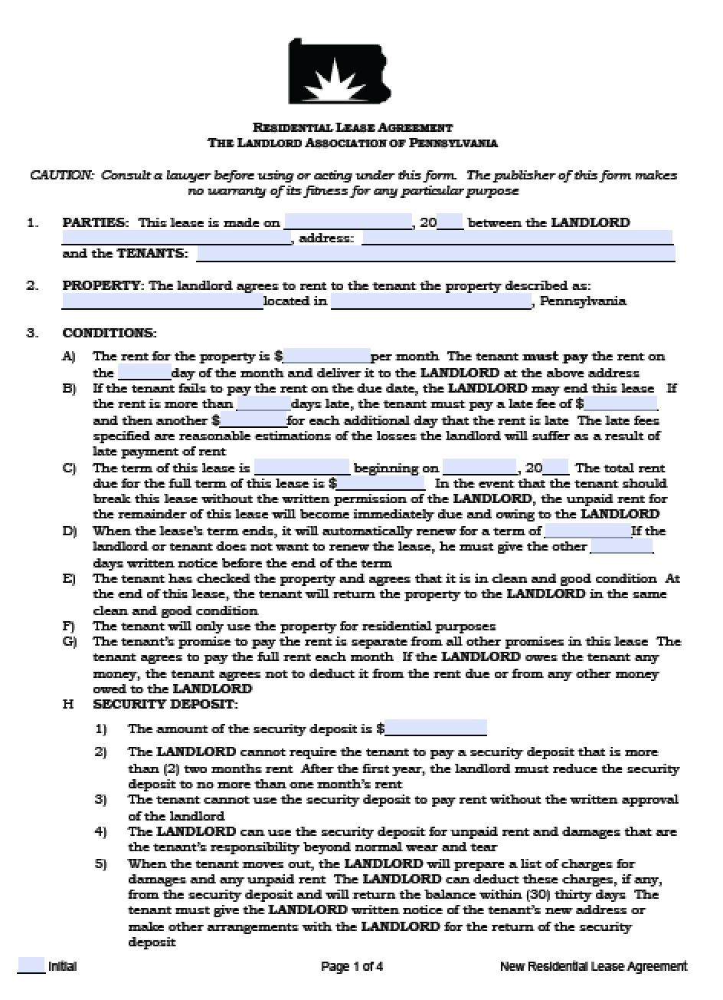 RESIDENTIAL LEASE AGREEMENT
THE LANDLORD ASSOCIATION OF PENNSYLVANIA
CAUTION: Consult a lawyer before using or acting under this form. The publisher of this form makes
no warranty of its fitness for any particular purpose
1. PARTIES: This lease is made on , 20 between the LANDLORD
, address:
and the TENANTS:
2. PROPERTY: The landlord agrees to rent to the tenant the property described as:
located in , Pennsylvania
3. CONDITIONS:
A) The rent for the property is $ per month The tenant must pay the rent on
the day of the month and deliver it to the LANDLORD at the above address
B) If the tenant fails to pay the rent on the due date, the LANDLORD may end this lease If
the rent is more than days late, the tenant must pay a late fee of $
and then another $ for each additional day that the rent is late The late fees
specified are reasonable estimations of the losses the landlord will suffer as a result of
late payment of rent
C) The term of this lease is beginning on , 20 The total rent
due for the full term of this lease is $ In the event that the tenant should
break this lease without the written permission of the LANDLORD, the unpaid rent for
the remainder of this lease will become immediately due and owing to the LANDLORD
D) When the lease's term ends, it will automatically renew for a term of If the
landlord or tenant does not want to renew the lease, he must give the other
days written notice before the end of the term
E) The tenant has checked the property and agrees that it is in clean and good condition At
the end of this lease, the tenant will return the property to the LANDLORD in the same
clean and good condition
F) The tenant will only use the property for residential purposes
G) The tenant's promise to pay the rent is separate from all other promises in this lease The
tenant agrees to pay the full rent each month If the LANDLORD owes the tenant any
money, the tenant agrees not to deduct it from the rent due or from any other money
owed to the LANDLORD
H SECURITY DEPOSIT:
1) The amount of the security deposit is $
2) The LANDLORD cannot require the tenant to pay a security deposit that is more
than (2) two months rent After the first year, the landlord must reduce the security
deposit to no more than one month's rent
3) The tenant cannot use the security deposit to pay rent without the written approval
of the landlord
4) The LANDLORD can use the security deposit for unpaid rent and damages that are
the tenant's responsibility beyond normal wear and tear
5) When the tenant moves out, the LANDLORD will prepare a list of charges for
damages and any unpaid rent The LANDLORD can deduct these charges, if any,
from the security deposit and will return the balance within (30) thirty days The
tenant must give the LANDLORD written notice of the tenant's new address or
make other arrangements with the LANDLORD for the return of the security
deposit
Initial Page 1 of 4 New Residential Lease Agreement